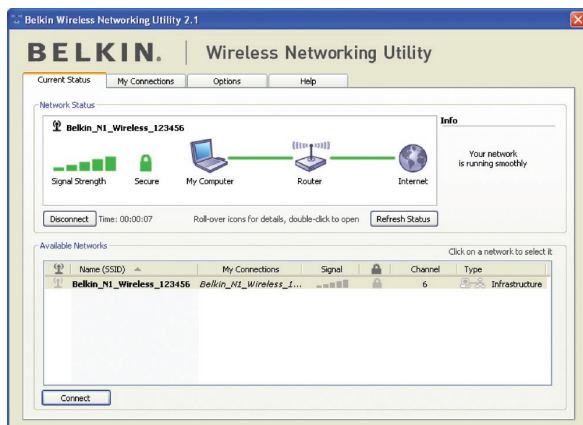 Belkin Wireless Networking Utility 2.1
BELKIN. | Wireless Networking Utility
Current Status My Connections Options Help
Network Status
Belkin_N1_Wireless_123456
Info
Your network
is running smoothly
Signal Strength Secure My Computer Router Internet
Disconnect Time: 00:00:07 Roll-over icons for details, double-click to open Refresh Status
Available Networks
Click on a network to select it
Name (SSID) My Connections Signal Channel Type
Belkin_N1_Wireless_123456 Belkin_N1_Wireless_1... 6 Infrastructure
Connect